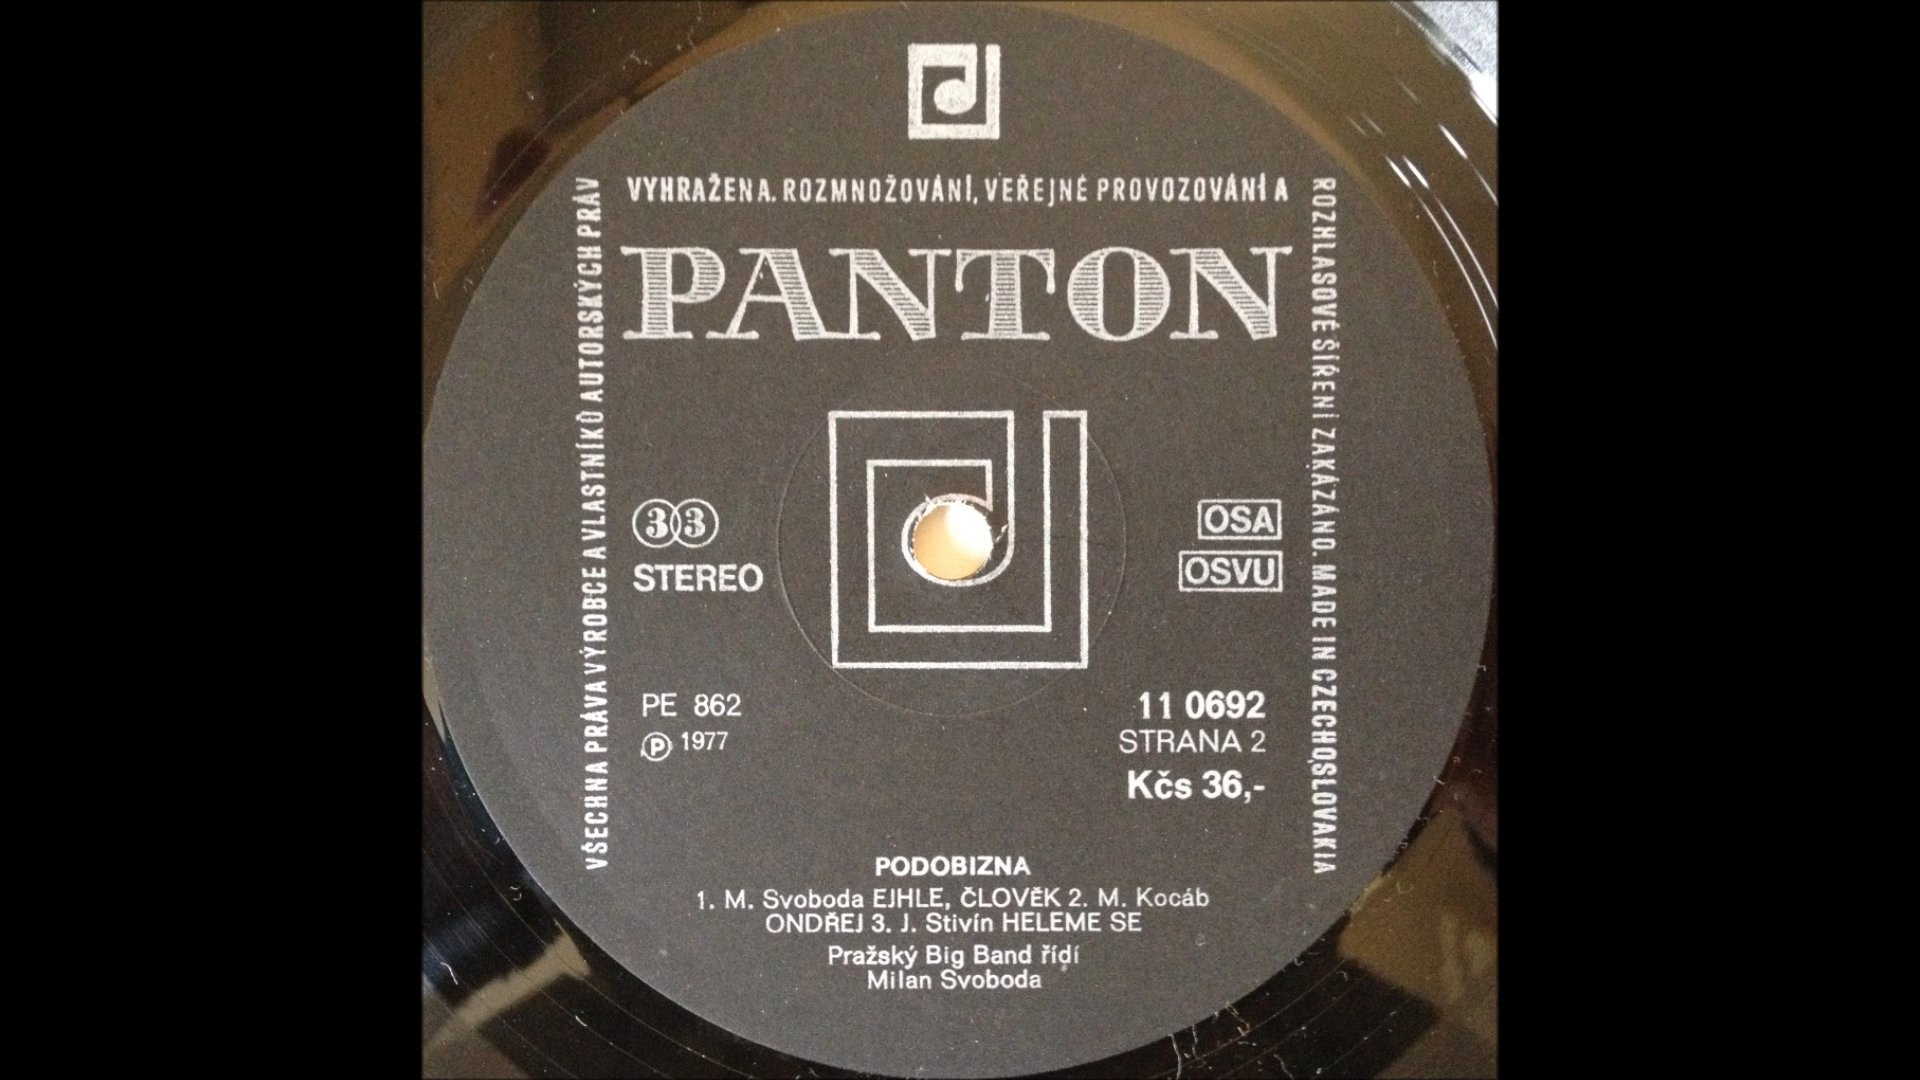 VŠECHNA PRÁVA VÝROBCE A VLASTNÍKŮ AUTORSKÝCH PRÁV
VYHRAŽENA. ROZMNOŽOVÁNÍ, VEŘEJNÉ PROVOZOVÁNÍ A
ROZHLASOVÉ ŠÍŘENÍ ZAKÁZÁNO. MADE IN CZECHOSLOVAKIA
PANTON
33
STEREO
OSA
OSVU
PE 862
℗ 1977
11 0692
STRANA 2
Kčs 36,-
PODOBIZNA
1. M. Svoboda EJHLE, ČLOVĚK 2. M. Kocáb
ONDŘEJ 3. J. Stivín HELEME SE
Pražský Big Band řídí
Milan Svoboda